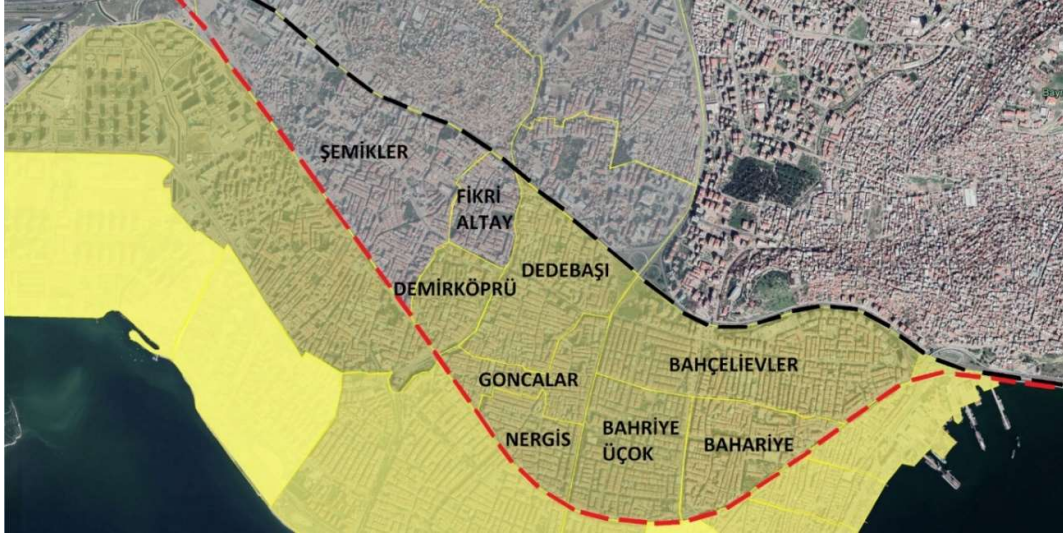 ŞEMİKLER
FİKRİ
ALTAY
DEDEBAŞI
DEMİRKÖPRÜ
BAHÇELİEVLER
GONCALAR
BAHRİYE
ÜÇOK
NERGİS
BAHARİYE